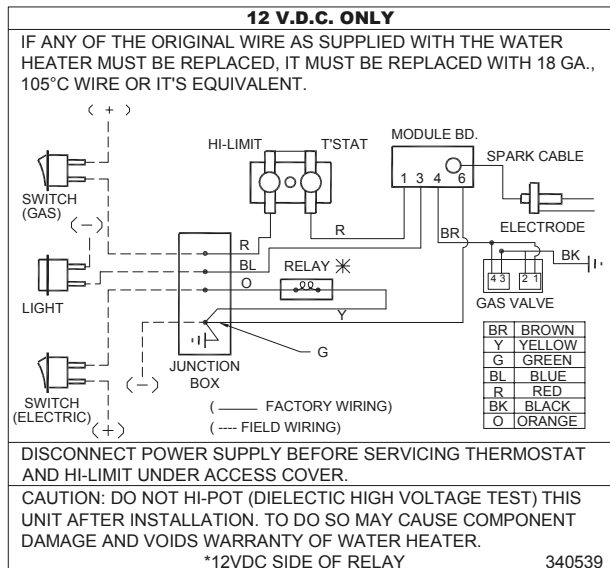 12 V.D.C. ONLY
IF ANY OF THE ORIGINAL WIRE AS SUPPLIED WITH THE WATER
HEATER MUST BE REPLACED, IT MUST BE REPLACED WITH 18 GA.,
105°C WIRE OR IT'S EQUIVALENT.
( + )
SWITCH
(GAS)
(-)
LIGHT
SWITCH
(ELECTRIC)
(+)
(-)
HI-LIMIT
T'STAT
MODULE BD.
1 3 4 6
SPARK CABLE
ELECTRODE
R
R
BL
O
RELAY *
Y
G
BR
BK
4 3 2 1
GAS VALVE
JUNCTION
BOX
( —— FACTORY WIRING)
( ---- FIELD WIRING)
BR BROWN
Y YELLOW
G GREEN
BL BLUE
R RED
BK BLACK
O ORANGE
DISCONNECT POWER SUPPLY BEFORE SERVICING THERMOSTAT
AND HI-LIMIT UNDER ACCESS COVER.
CAUTION: DO NOT HI-POT (DIELECTIC HIGH VOLTAGE TEST) THIS
UNIT AFTER INSTALLATION. TO DO SO MAY CAUSE COMPONENT
DAMAGE AND VOIDS WARRANTY OF WATER HEATER.
*12VDC SIDE OF RELAY 340539